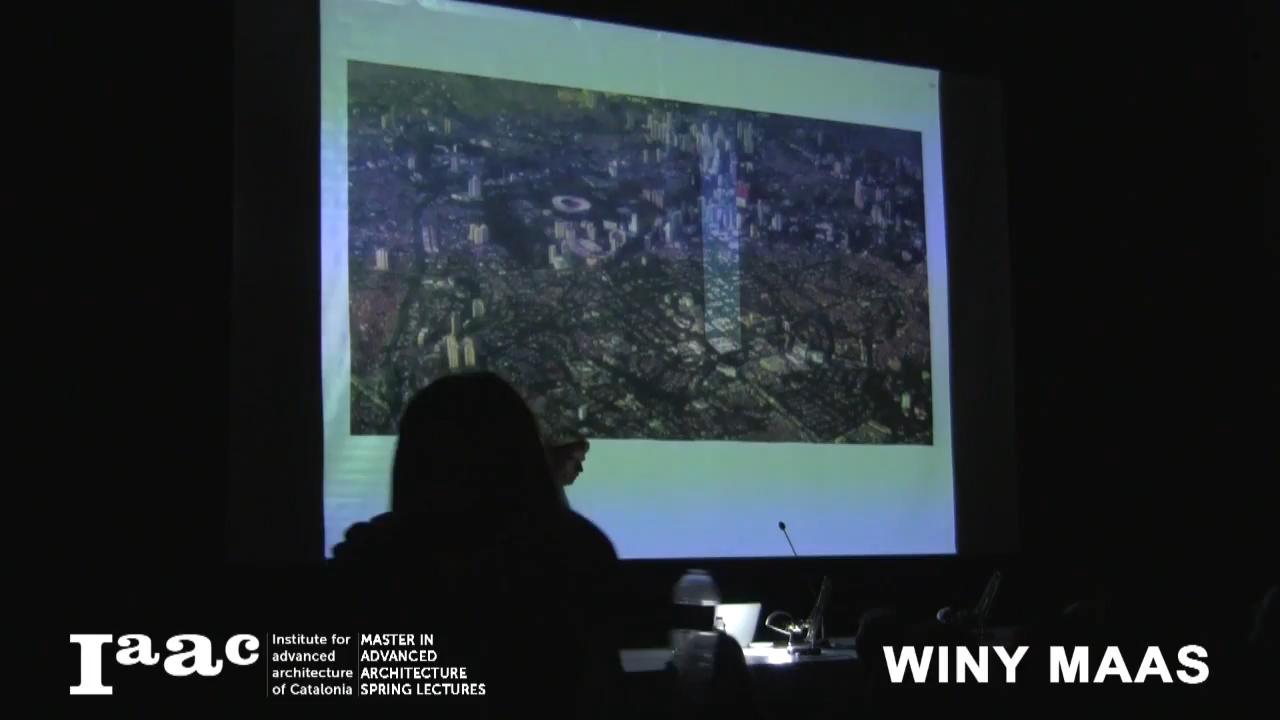 Iaac
Institute for
advanced
architecture
of Catalonia
MASTER IN
ADVANCED
ARCHITECTURE
SPRING LECTURES
WINY MAAS